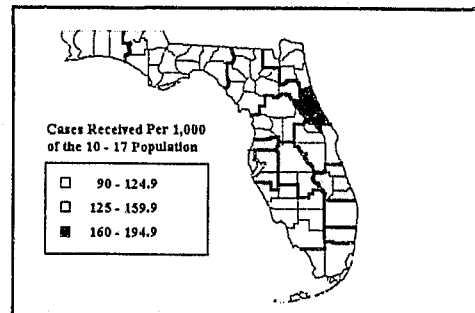 Cases Received Per 1,000
of the 10 - 17 Population
90 - 124.9
125 - 159.9
160 - 194.9